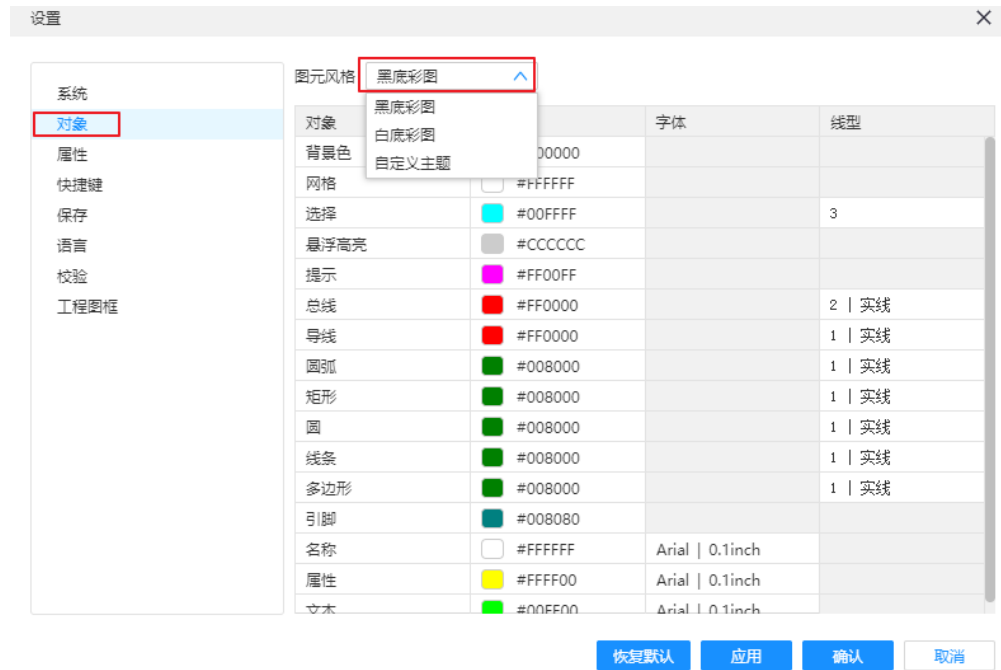 设置
图元风格 黑底彩图
黑底彩图
白底彩图
自定义主题
系统
对象
属性
快捷键
保存
语言
校验
工程图框
对象 字体 线型
背景色 00000
网格 #FFFFFF
选择 #00FFFF 3
悬浮高亮 #CCCCCC
提示 #FF00FF
总线 #FF0000 2 | 实线
导线 #FF0000 1 | 实线
圆弧 #008000 1 | 实线
矩形 #008000 1 | 实线
圆 #008000 1 | 实线
线条 #008000 1 | 实线
多边形 #008000 1 | 实线
引脚 #008080
名称 #FFFFFF Arial | 0.1inch
属性 #FFFF00 Arial | 0.1inch
文本 #00FF00 Arial | 0.1inch
恢复默认 应用 确认 取消